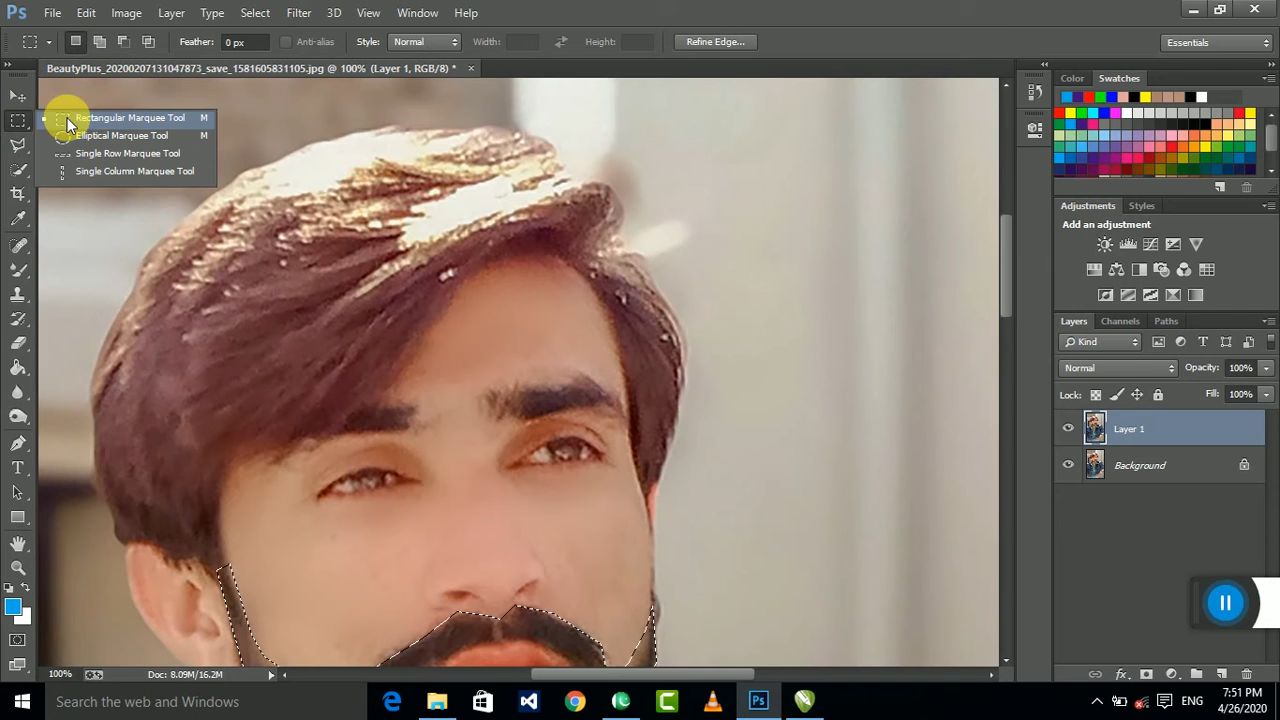 Ps File Edit Image Layer Type Select Filter 3D View Window Help
Feather: 0 px Anti-alias Style: Normal Width: Height: Refine Edge... Essentials
BeautyPlus_20200207131047873_save_1581605831105.jpg @ 100% (Layer 1, RGB/8) *
Color Swatches
Rectangular Marquee Tool M
Elliptical Marquee Tool M
Single Row Marquee Tool
Single Column Marquee Tool
Adjustments Styles
Add an adjustment
Layers Channels Paths
Kind
Normal Opacity: 100%
Lock: Fill: 100%
Layer 1
Background
100% Doc: 8.09M/16.2M
Search the web and Windows
Ps
ENG
7:51 PM
4/26/2020